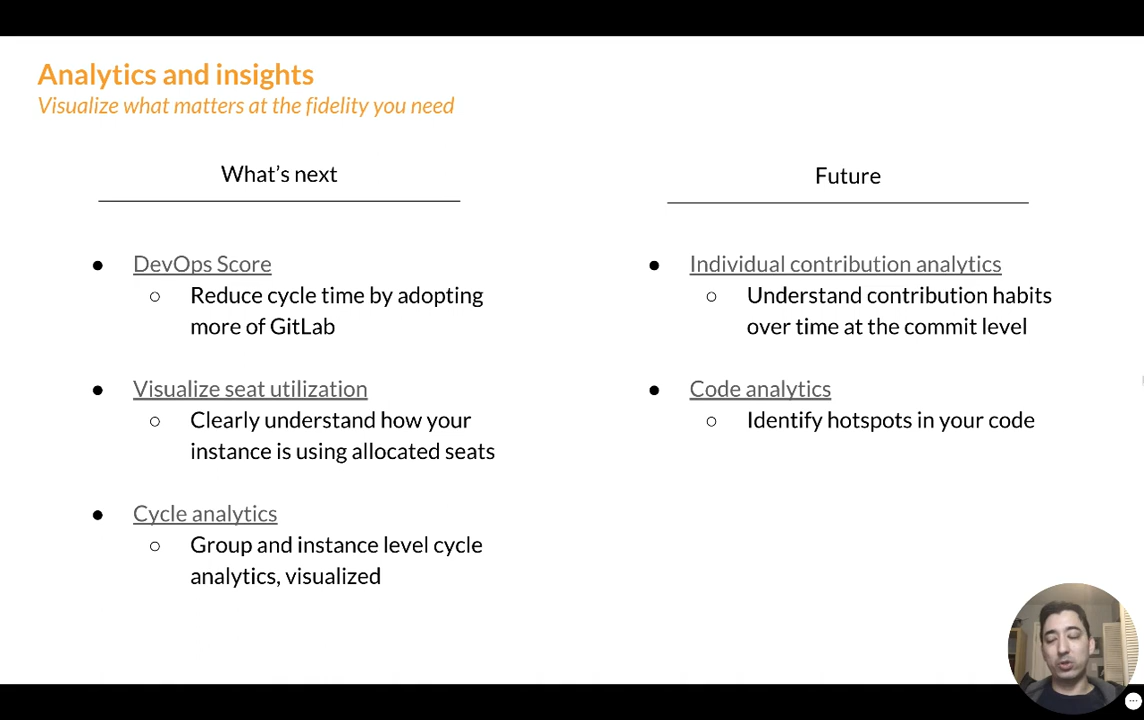 Analytics and insights
Visualize what matters at the fidelity you need
What’s next
DevOps Score
Reduce cycle time by adopting
more of GitLab
Visualize seat utilization
Clearly understand how your
instance is using allocated seats
Cycle analytics
Group and instance level cycle
analytics, visualized
Future
Individual contribution analytics
Understand contribution habits
over time at the commit level
Code analytics
Identify hotspots in your code